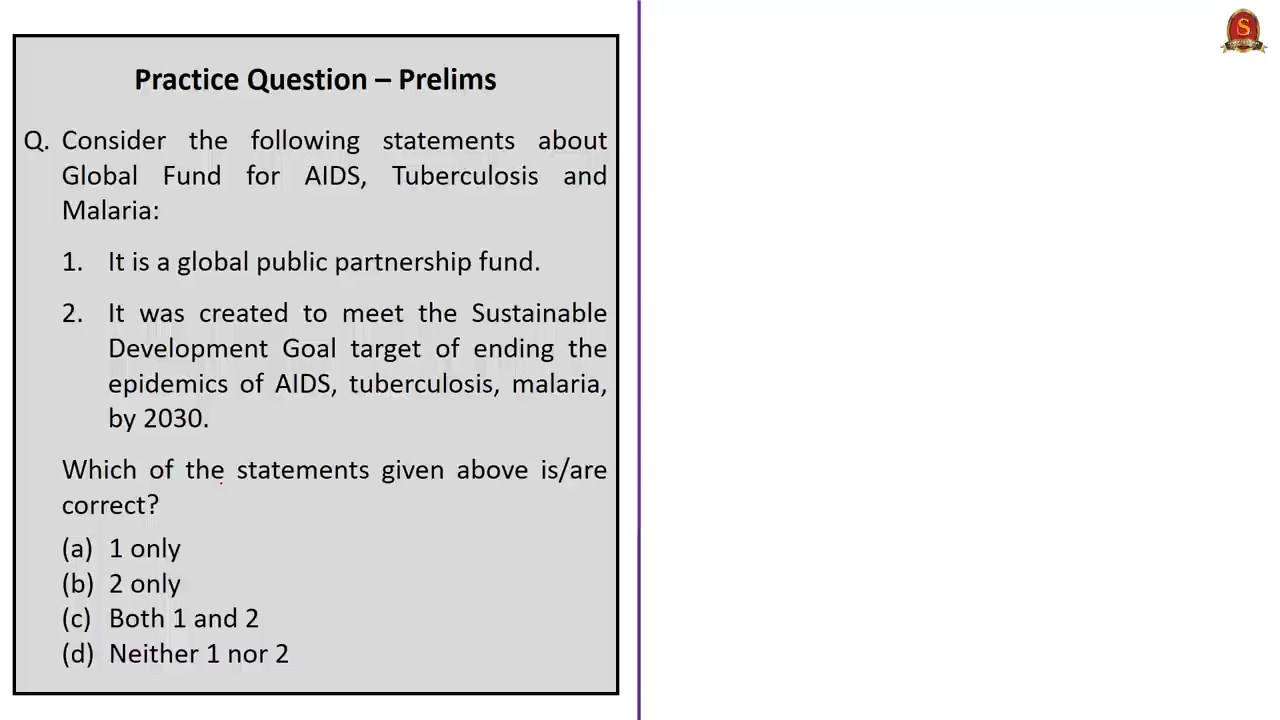 Practice Question – Prelims
Q. Consider the following statements about
Global Fund for AIDS, Tuberculosis and
Malaria:
1. It is a global public partnership fund.
2. It was created to meet the Sustainable
Development Goal target of ending the
epidemics of AIDS, tuberculosis, malaria,
by 2030.
Which of the statements given above is/are
correct?
(a) 1 only
(b) 2 only
(c) Both 1 and 2
(d) Neither 1 nor 2
S